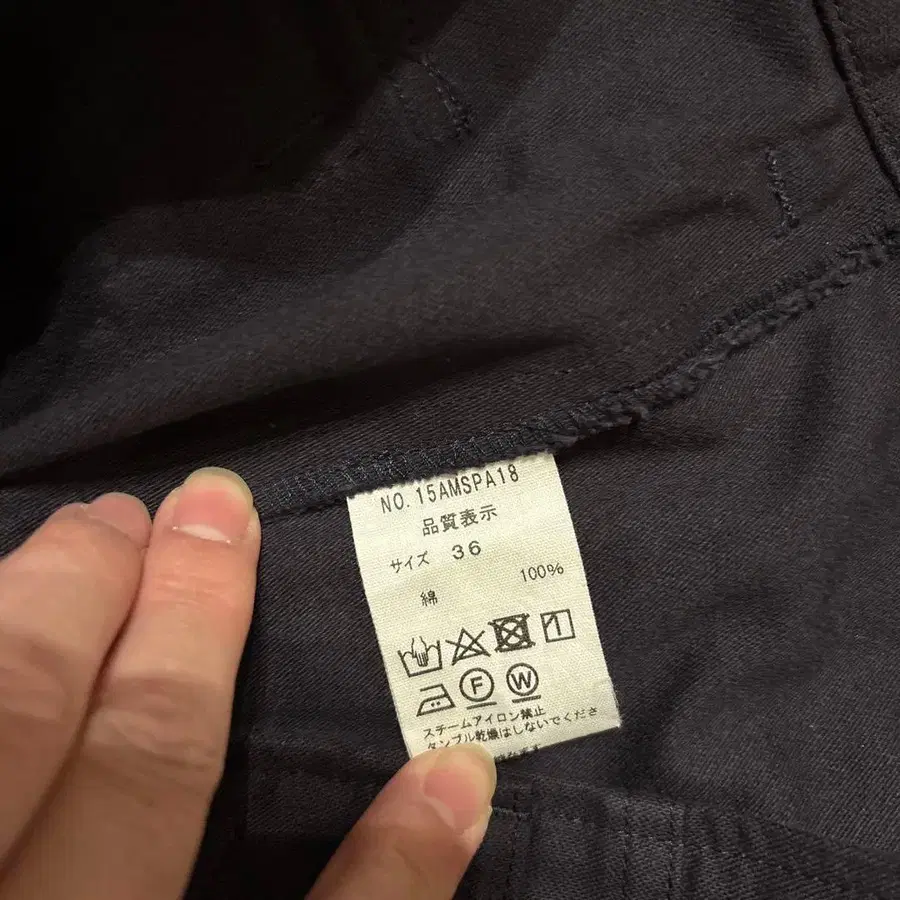 NO.15AMSPA18
品質表示
サイズ 36
綿 100%
F W
スチームアイロン禁止
タンブル乾燥はしないでくださ